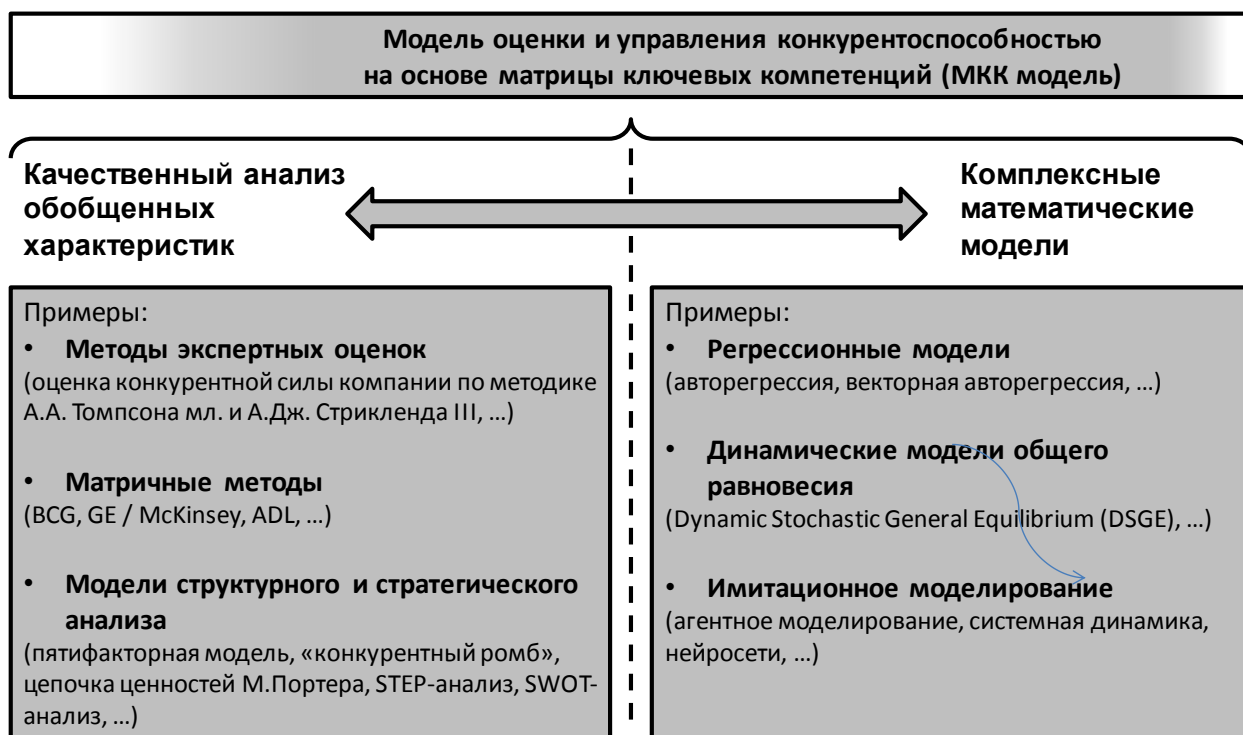 Модель оценки и управления конкурентоспособностью
на основе матрицы ключевых компетенций (МКК модель)
Качественный анализ
обобщенных
характеристик
Комплексные
математические
модели
Примеры:
• Методы экспертных оценок
(оценка конкурентной силы компании по методике
А.А. Томпсона мл. и А.Дж. Стрикленда III, ...)
• Матричные методы
(BCG, GE / McKinsey, ADL, ...)
• Модели структурного и стратегического
анализа
(пятифакторная модель, «конкурентный ромб»,
цепочка ценностей М.Портера, STEP-анализ, SWOT-
анализ, ...)
Примеры:
• Регрессионные модели
(авторегрессия, векторная авторегрессия, ...)
• Динамические модели общего
равновесия
(Dynamic Stochastic General Equilibrium (DSGE), ...)
• Имитационное моделирование
(агентное моделирование, системная динамика,
нейросети, ...)